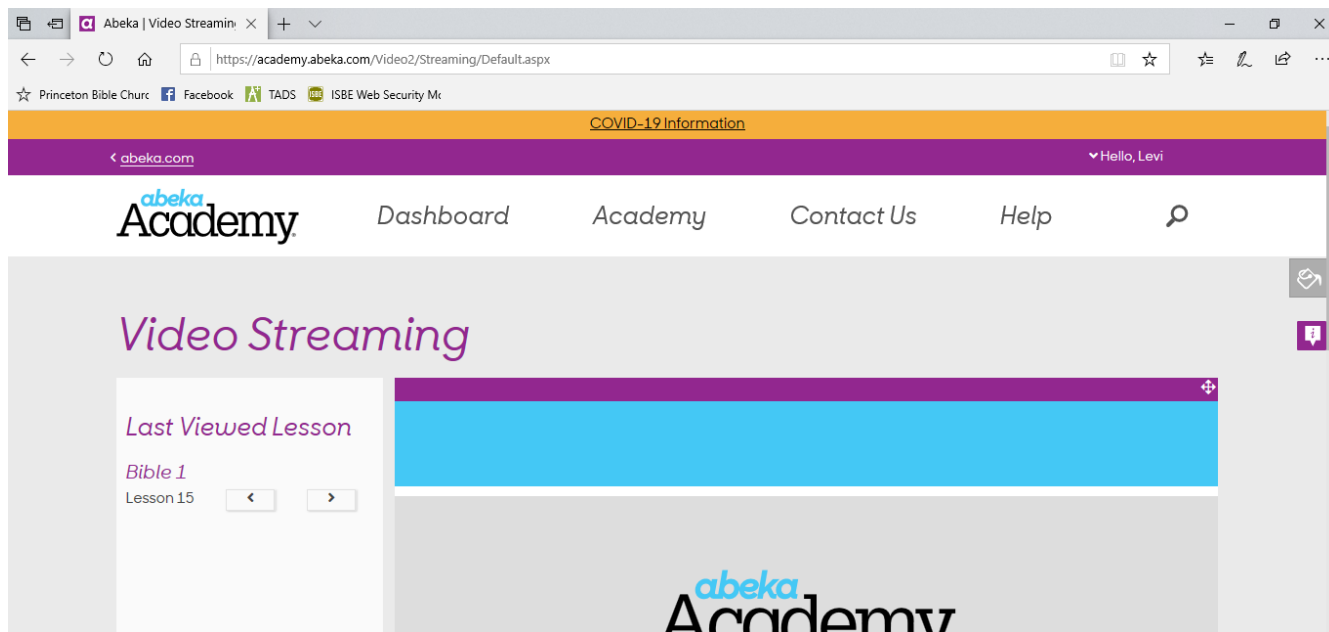 Abeka | Video Streamin
https://academy.abeka.com/Video2/Streaming/Default.aspx
Princeton Bible Churc Facebook TADS ISBE ISBE Web Security Mc
COVID-19 Information
abeka.com Hello, Levi
abeka
Academy Dashboard Academy Contact Us Help
Video Streaming
Last Viewed Lesson
Bible 1
Lesson 15
abeka
Academy